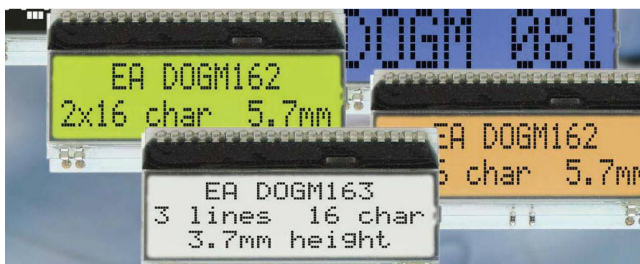 EA DOGM162
2x16 char 5.7mm
DOGM 081
EA DOGM162
char 5.7m
EA DOGM163
3 lines 16 char
3.7mm height